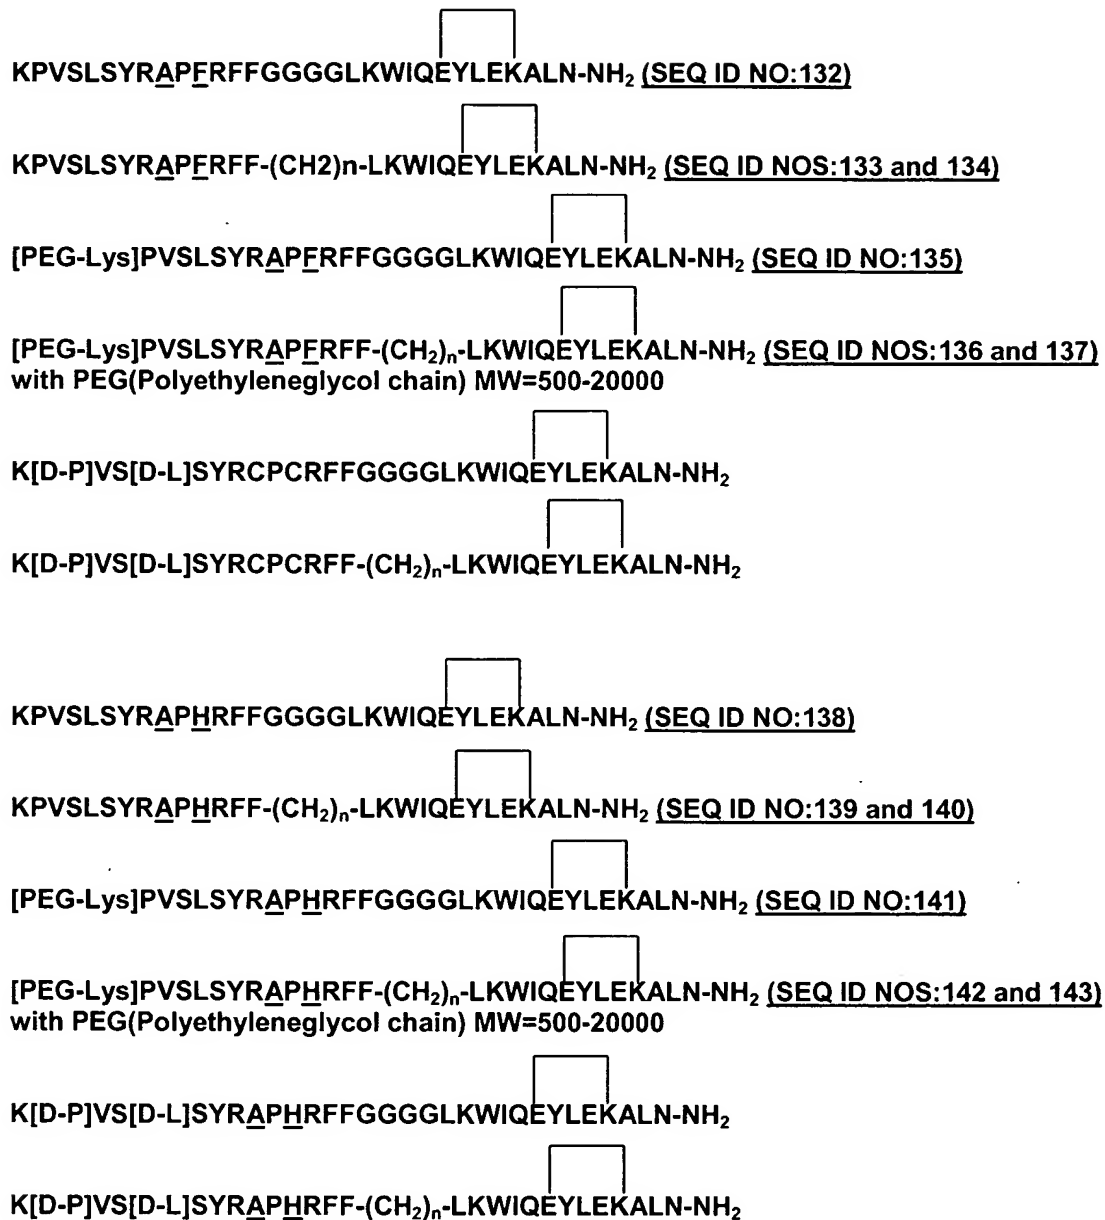 KPVSLSYRAPFRFFGGGGLKWIQEYLEKALN-NH₂ (SEQ ID NO:132)
KPVSLSYRAPFRFF-(CH2)n-LKWIQEYLEKALN-NH₂ (SEQ ID NOS:133 and 134)
[PEG-Lys]PVSLSYRAPFRFFGGGGLKWIQEYLEKALN-NH₂ (SEQ ID NO:135)
[PEG-Lys]PVSLSYRAPFRFF-(CH₂)ₙ-LKWIQEYLEKALN-NH₂ (SEQ ID NOS:136 and 137)
with PEG(Polyethyleneglycol chain) MW=500-20000
K[D-P]VS[D-L]SYRCPCRFFGGGGLKWIQEYLEKALN-NH₂
K[D-P]VS[D-L]SYRCPCRFF-(CH₂)ₙ-LKWIQEYLEKALN-NH₂
KPVSLSYRAPHRFFGGGGLKWIQEYLEKALN-NH₂ (SEQ ID NO:138)
KPVSLSYRAPHRFF-(CH₂)ₙ-LKWIQEYLEKALN-NH₂ (SEQ ID NO:139 and 140)
[PEG-Lys]PVSLSYRAPHRFFGGGGLKWIQEYLEKALN-NH₂ (SEQ ID NO:141)
[PEG-Lys]PVSLSYRAPHRFF-(CH₂)ₙ-LKWIQEYLEKALN-NH₂ (SEQ ID NOS:142 and 143)
with PEG(Polyethyleneglycol chain) MW=500-20000
K[D-P]VS[D-L]SYRAPHRFFGGGGLKWIQEYLEKALN-NH₂
K[D-P]VS[D-L]SYRAPHRFF-(CH₂)ₙ-LKWIQEYLEKALN-NH₂